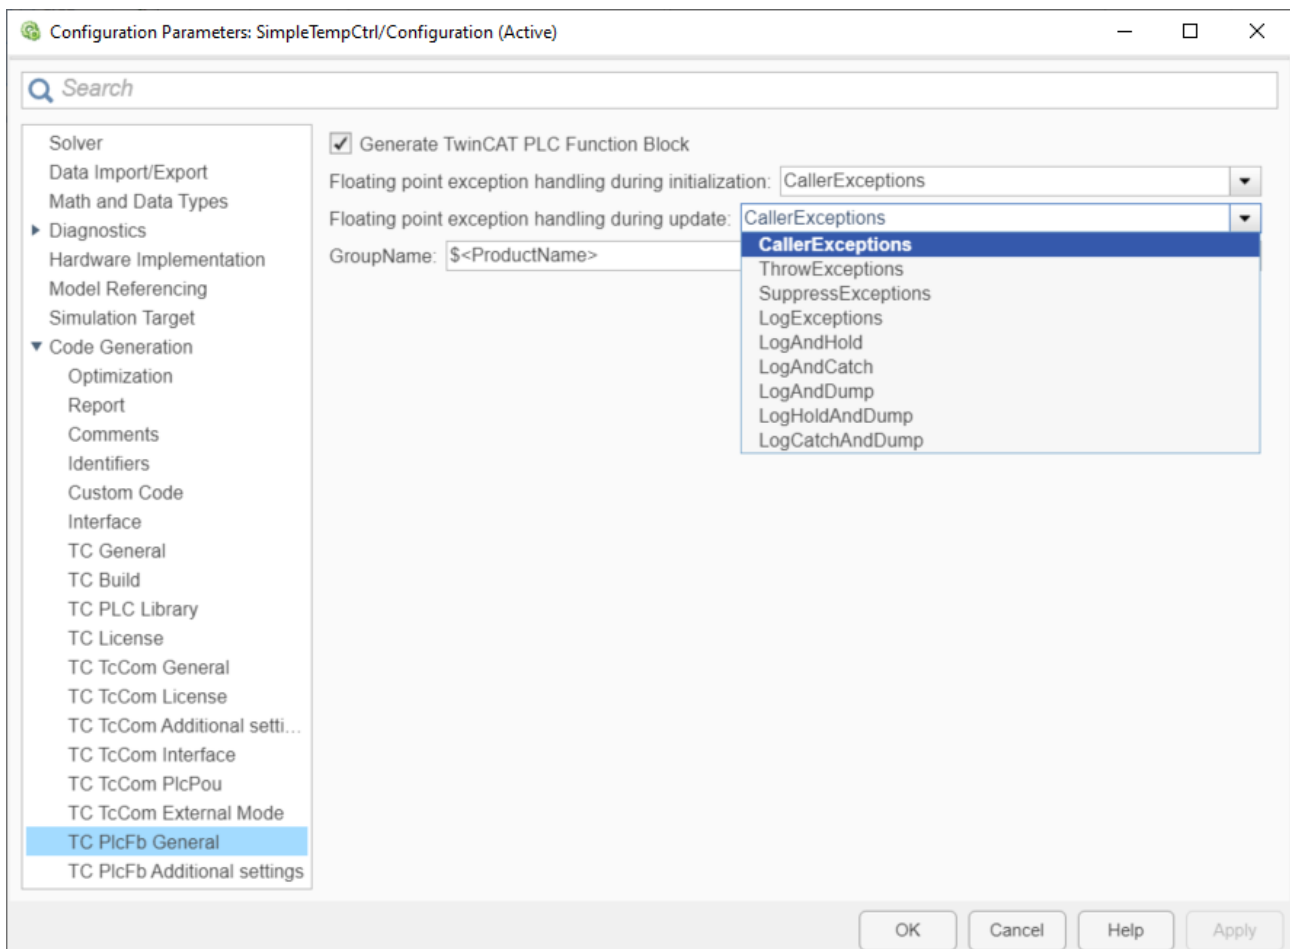 Configuration Parameters: SimpleTempCtrl/Configuration (Active)
Search
Solver
Data Import/Export
Math and Data Types
Diagnostics
Hardware Implementation
Model Referencing
Simulation Target
Code Generation
Optimization
Report
Comments
Identifiers
Custom Code
Interface
TC General
TC Build
TC PLC Library
TC License
TC TcCom General
TC TcCom License
TC TcCom Additional setti...
TC TcCom Interface
TC TcCom PlcPou
TC TcCom External Mode
TC PlcFb General
TC PlcFb Additional settings
Generate TwinCAT PLC Function Block
Floating point exception handling during initialization: CallerExceptions
Floating point exception handling during update: CallerExceptions
GroupName: $<ProductName>
CallerExceptions
ThrowExceptions
SuppressExceptions
LogExceptions
LogAndHold
LogAndCatch
LogAndDump
LogHoldAndDump
LogCatchAndDump
OK
Cancel
Help
Apply